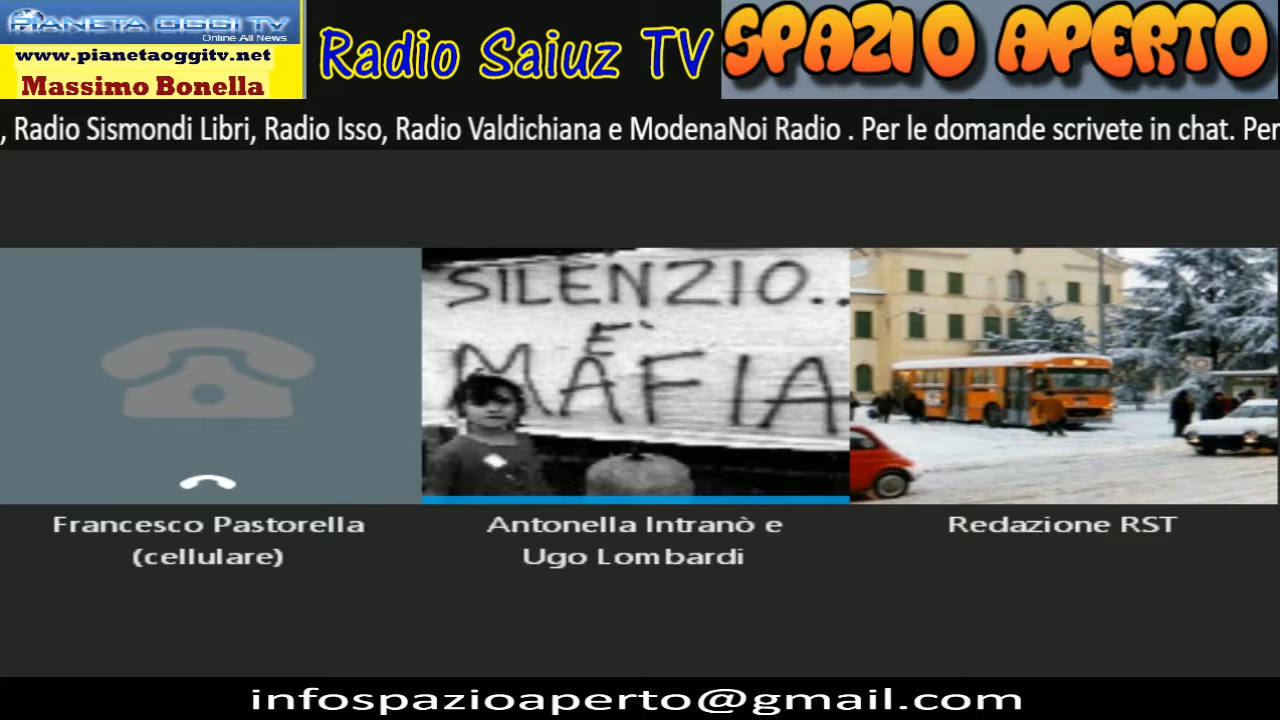 PIANETA OGGI TV
Online All News
www.pianetaoggitv.net
Massimo Bonella
Radio Saiuz TV
SPAZIO APERTO
, Radio Sismondi Libri, Radio Isso, Radio Valdichiana e ModenaNoi Radio . Per le domande scrivete in chat. Per
SILENZIO..
E'
MAFIA
Francesco Pastorella
(cellulare)
Antonella Intranò e
Ugo Lombardi
Redazione RST
infospazioaperto@gmail.com